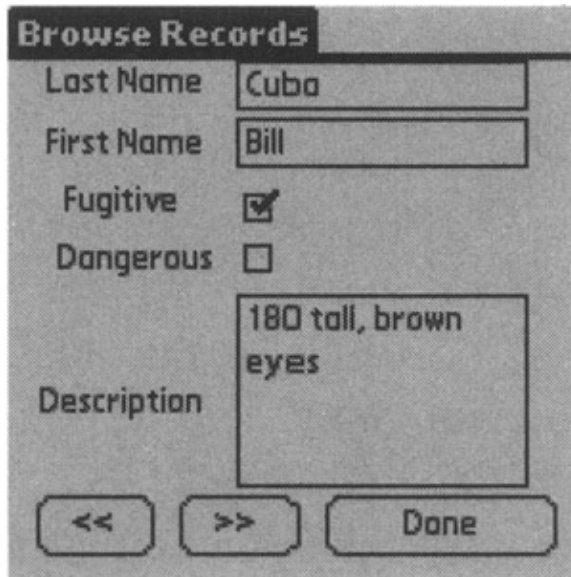 Browse Records
Last Name Cuba
First Name Bill
Fugitive
Dangerous
180 tall, brown
eyes
Description
<< >> Done